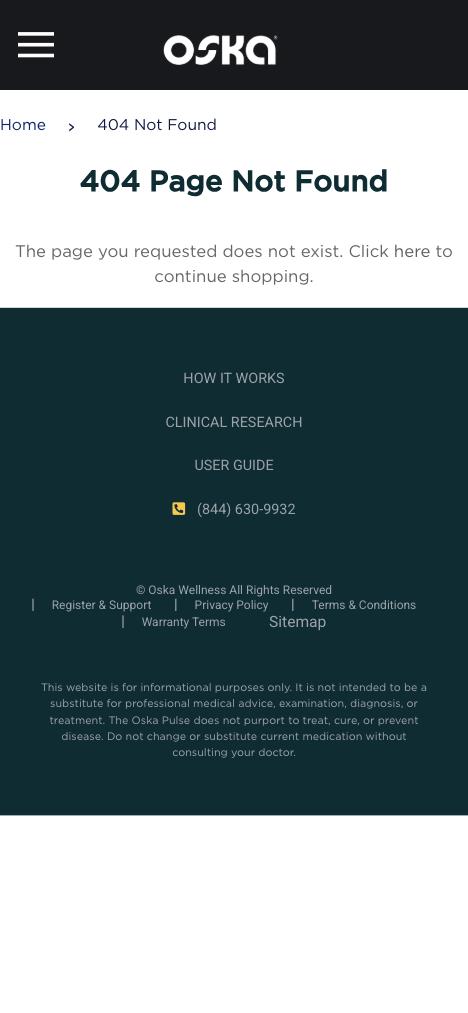 OSKA
Home > 404 Not Found
404 Page Not Found
The page you requested does not exist. Click here to
continue shopping.
HOW IT WORKS
CLINICAL RESEARCH
USER GUIDE
(844) 630-9932
© Oska Wellness All Rights Reserved
| Register & Support | Privacy Policy | Terms & Conditions
| Warranty Terms Sitemap
This website is for informational purposes only. It is not intended to be a
substitute for professional medical advice, examination, diagnosis, or
treatment. The Oska Pulse does not purport to treat, cure, or prevent
disease. Do not change or substitute current medication without
consulting your doctor.